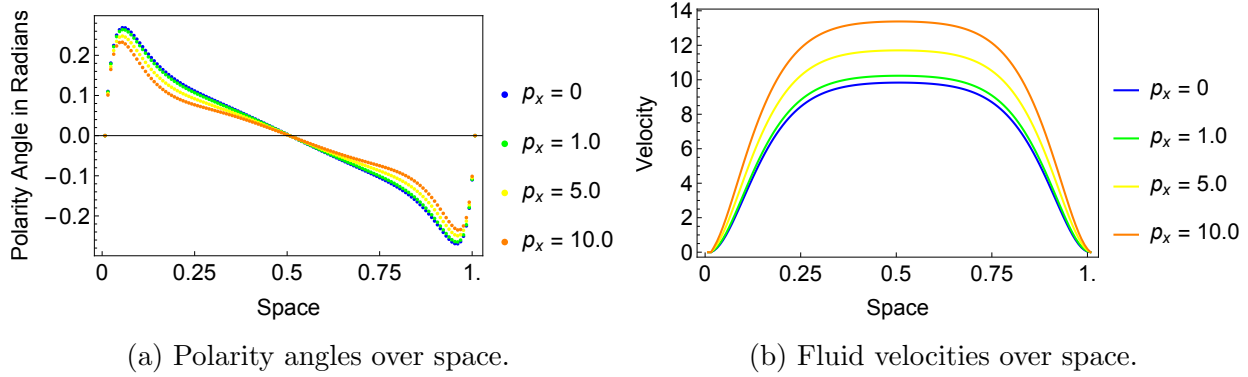 Polarity Angle in Radians
0.2
0.1
0.0
−0.1
−0.2
0
0.25
0.5
0.75
1.
Space
p_x = 0
p_x = 1.0
p_x = 5.0
p_x = 10.0
(a) Polarity angles over space.
Velocity
14
12
10
8
6
4
2
0
0
0.25
0.50
0.75
1.
Space
p_x = 0
p_x = 1.0
p_x = 5.0
p_x = 10.0
(b) Fluid velocities over space.